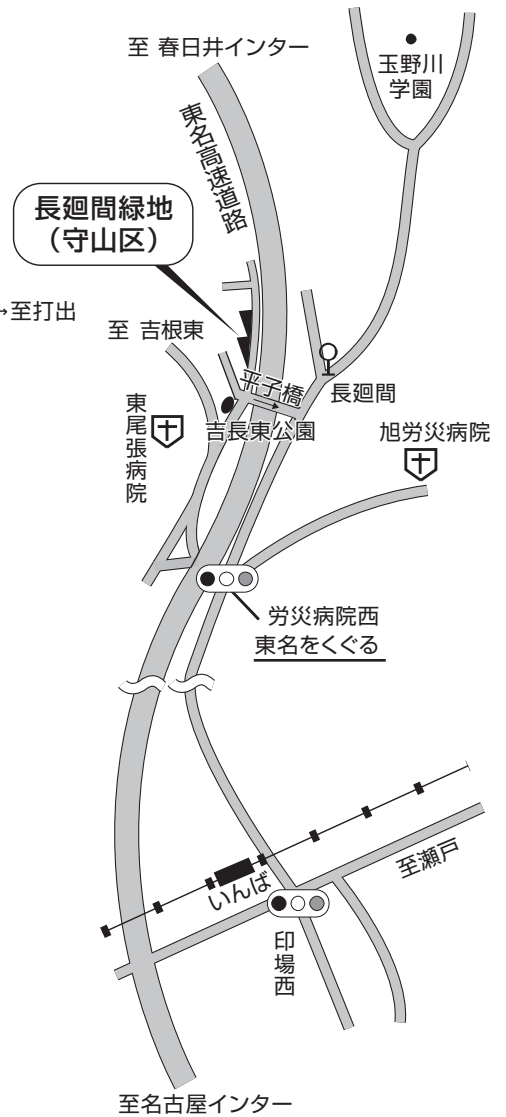 至 春日井インター
玉野川
学園
東名高速道路
長廻間緑地
(守山区)
→至打出
至 吉根東
平子橋
長廻間
東尾張病院
吉長東公園
旭労災病院
労災病院西
東名をくぐる
至瀬戸
いんば
印場西
至名古屋インター